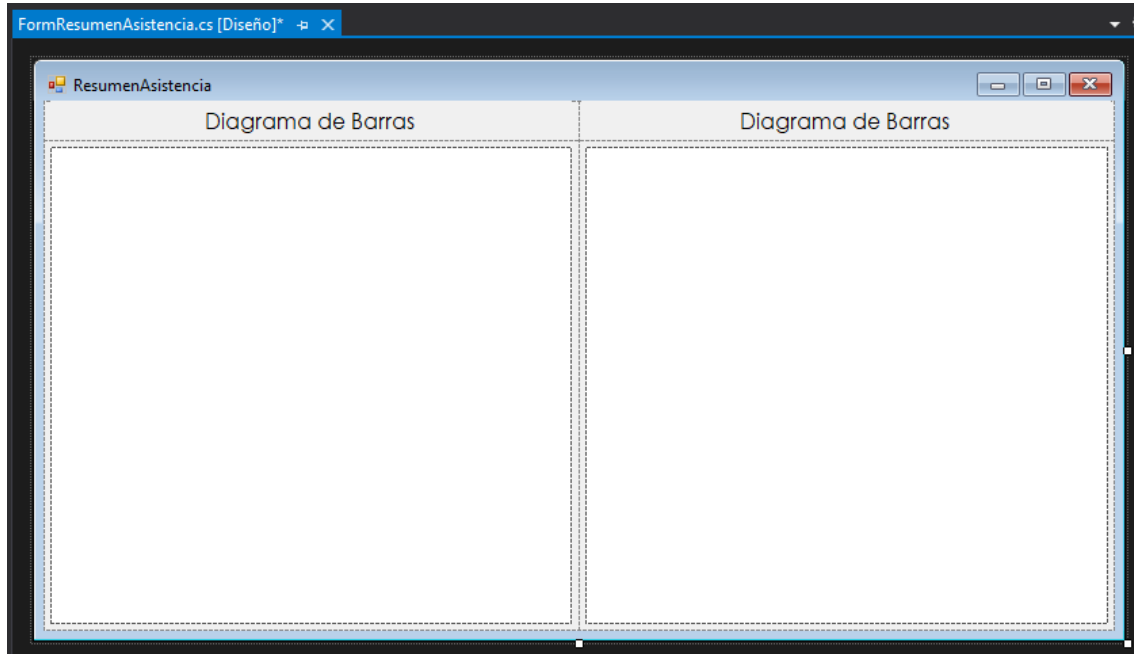 FormResumenAsistencia.cs [Diseño]*
ResumenAsistencia
Diagrama de Barras
Diagrama de Barras